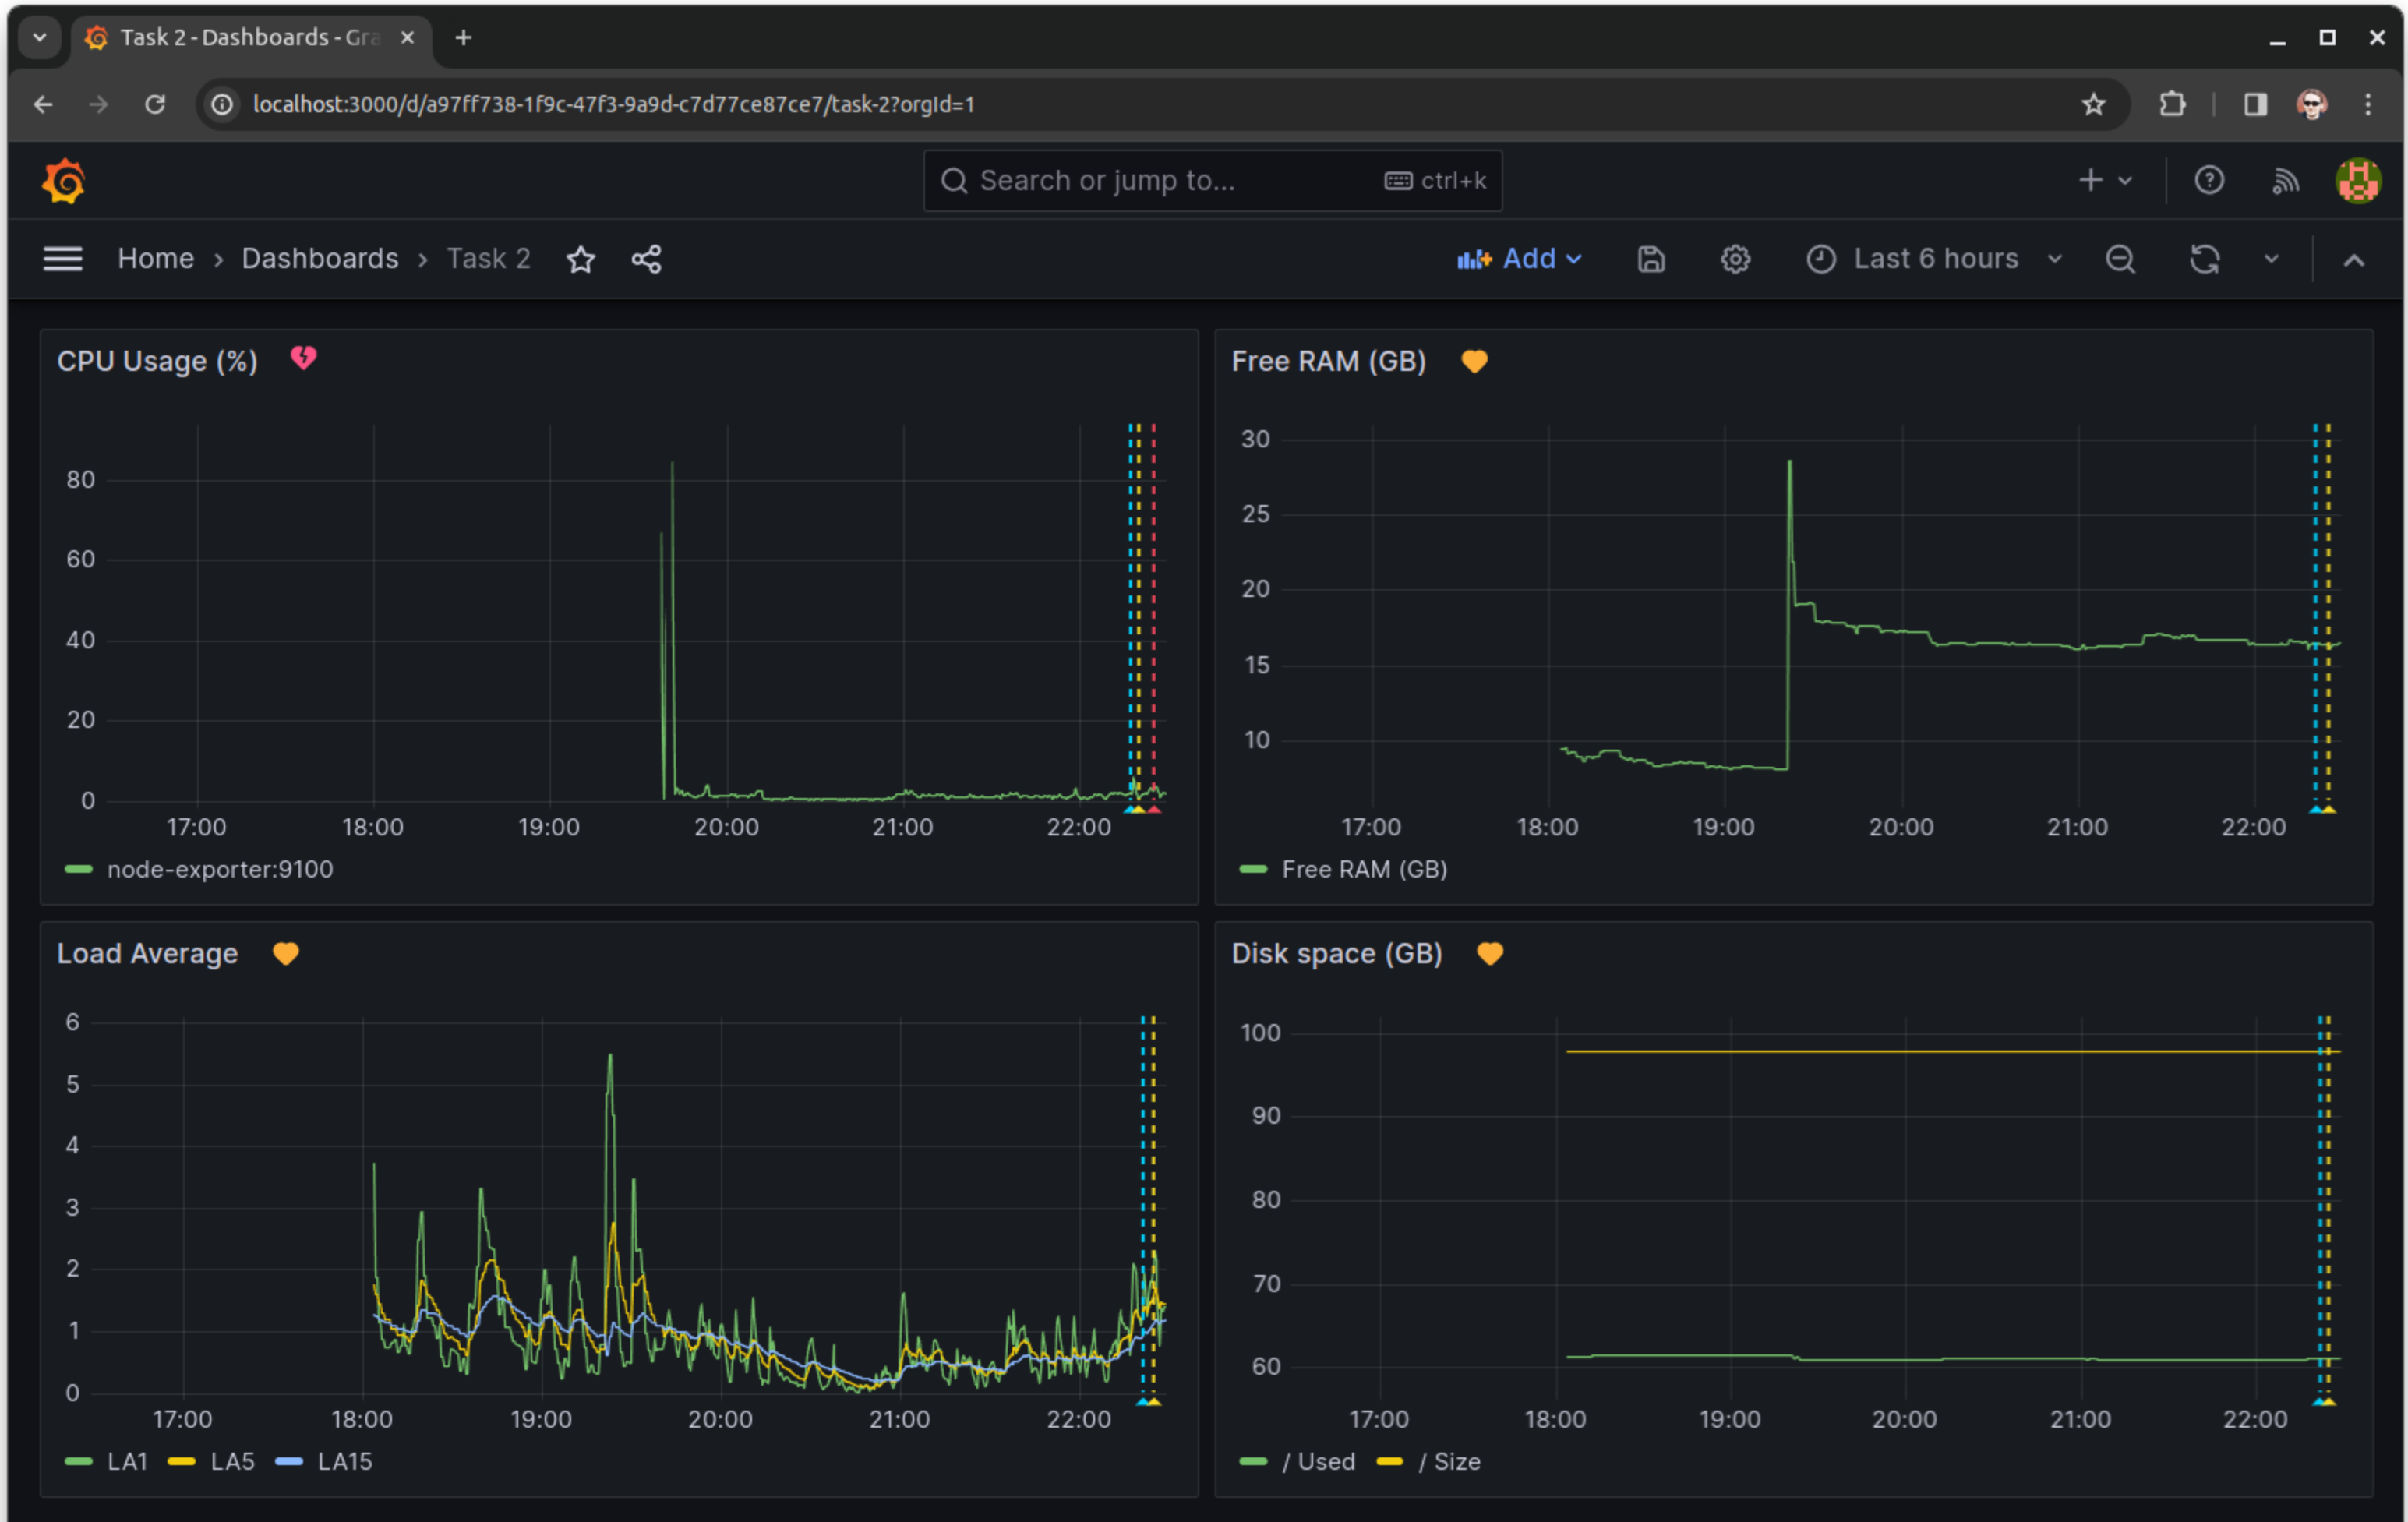 Task 2 - Dashboards - Gra
localhost:3000/d/a97ff738-1f9c-47f3-9a9d-c7d77ce87ce7/task-2?orgId=1
Search or jump to... ctrl+k
Home › Dashboards › Task 2 Add Last 6 hours
CPU Usage (%)
80
60
40
20
0
17:00 18:00 19:00 20:00 21:00 22:00
node-exporter:9100
Free RAM (GB)
30
25
20
15
10
17:00 18:00 19:00 20:00 21:00 22:00
Free RAM (GB)
Load Average
6
5
4
3
2
1
0
17:00 18:00 19:00 20:00 21:00 22:00
LA1 LA5 LA15
Disk space (GB)
100
90
80
70
60
17:00 18:00 19:00 20:00 21:00 22:00
/ Used / Size